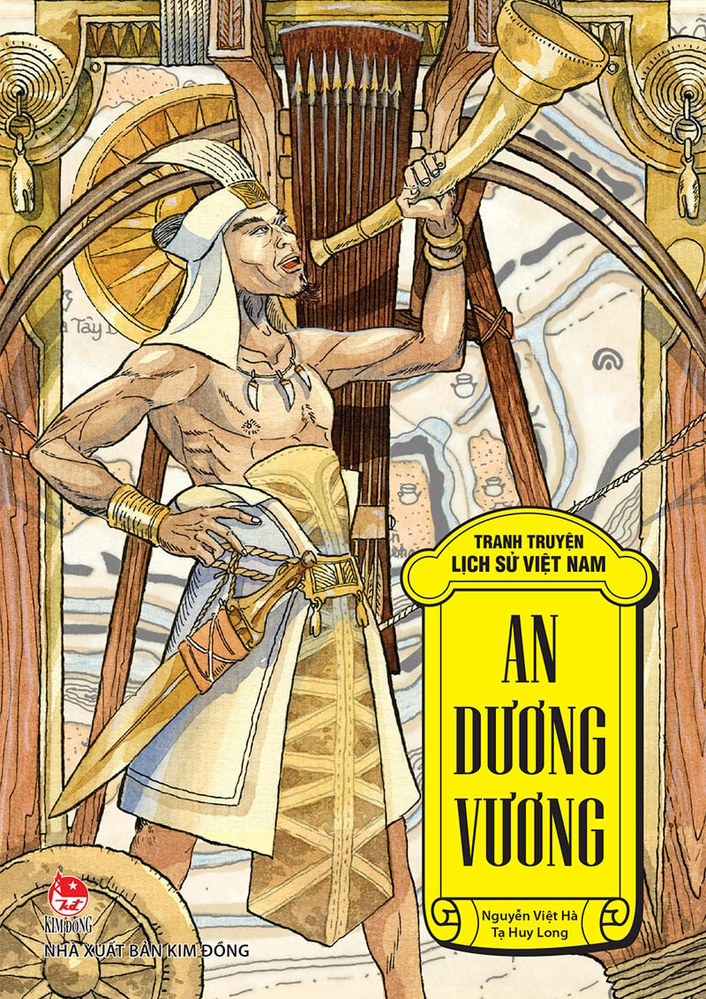 Tây
TRANH TRUYỆN
LỊCH SỬ VIỆT NAM
AN
DƯƠNG
VƯƠNG
Nguyễn Việt Hà
Tạ Huy Long
KIM ĐỒNG
NHÀ XUẤT BẢN KIM ĐỒNG